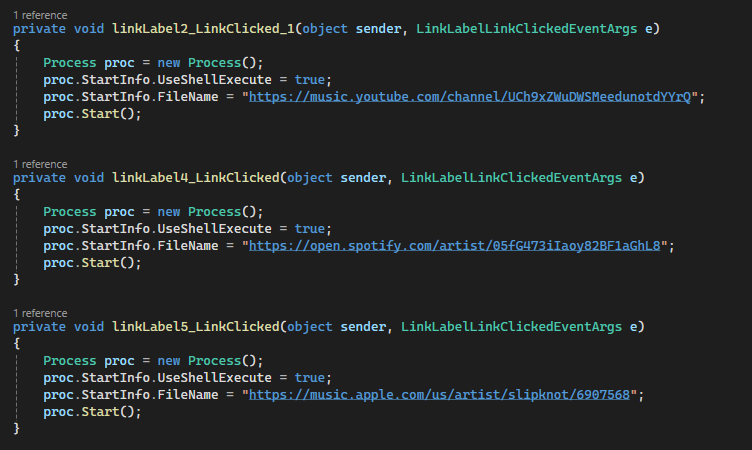 1 reference
private void linkLabel2_LinkClicked_1(object sender, LinkLabelLinkClickedEventArgs e)
{
Process proc = new Process();
proc.StartInfo.UseShellExecute = true;
proc.StartInfo.FileName = "https://music.youtube.com/channel/UCh9xZWuDWSMeedunotdYYrQ";
proc.Start();
}
1 reference
private void linkLabel4_LinkClicked(object sender, LinkLabelLinkClickedEventArgs e)
{
Process proc = new Process();
proc.StartInfo.UseShellExecute = true;
proc.StartInfo.FileName = "https://open.spotify.com/artist/05fG473iIaoy82BF1aGhL8";
proc.Start();
}
1 reference
private void linkLabel5_LinkClicked(object sender, LinkLabelLinkClickedEventArgs e)
{
Process proc = new Process();
proc.StartInfo.UseShellExecute = true;
proc.StartInfo.FileName = "https://music.apple.com/us/artist/slipknot/6907568";
proc.Start();
}